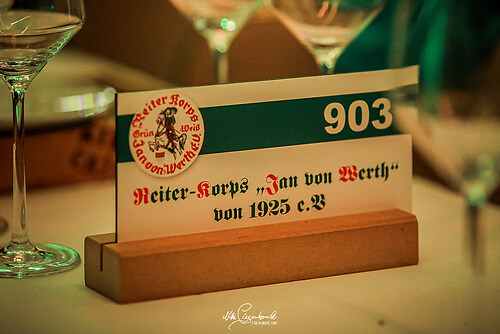 Reiter Korps
Grün Weiß
Jan von Werth e.V.
903
Reiter-Korps „Jan von Werth“
von 1925 e.V